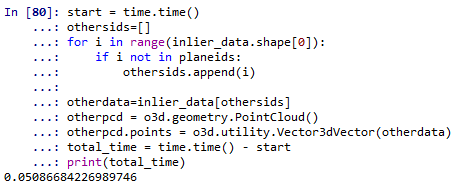 In [80]: start = time.time()
    ...: othersids=[]
    ...: for i in range(inlier_data.shape[0]):
    ...:     if i not in planeids:
    ...:         othersids.append(i)
    ...:
    ...: otherdata=inlier_data[othersids]
    ...: otherpcd = o3d.geometry.PointCloud()
    ...: otherpcd.points = o3d.utility.Vector3dVector(otherdata)
    ...: total_time = time.time() - start
    ...: print(total_time)
0.05086684226989746